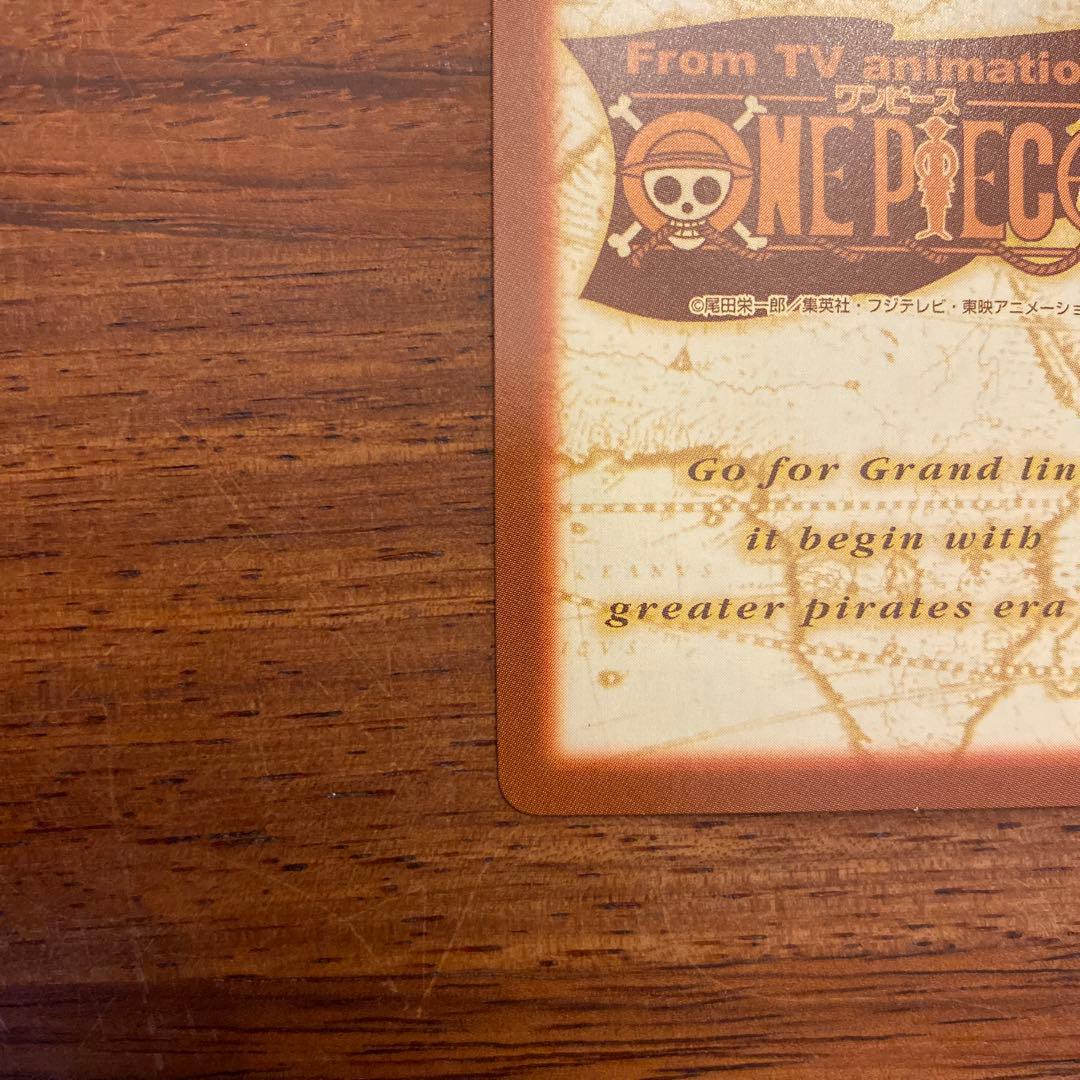 From TV animatio
ワンピース
ONE PIEC
©尾田栄一郎／集英社・フジテレビ・東映アニメーショ
Go for Grand lin
it begin with
greater pirates era